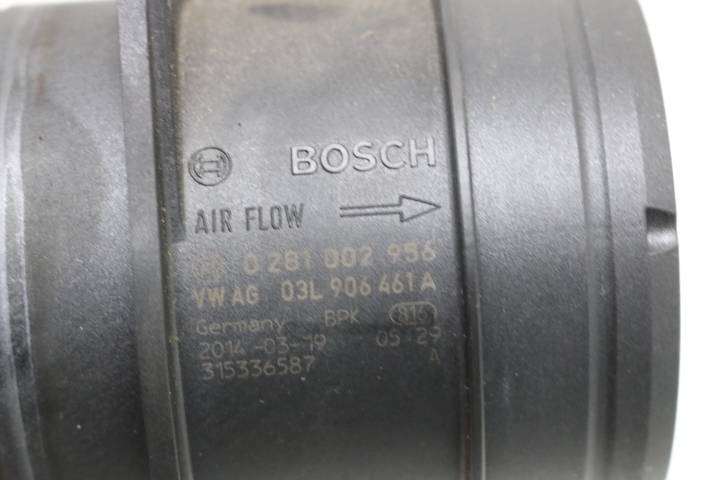 BOSCH
AIR FLOW
0 281 002 956
VW AG 03L 906 461 A
Germany BPK
2014-03-19 05 29
315336587 A